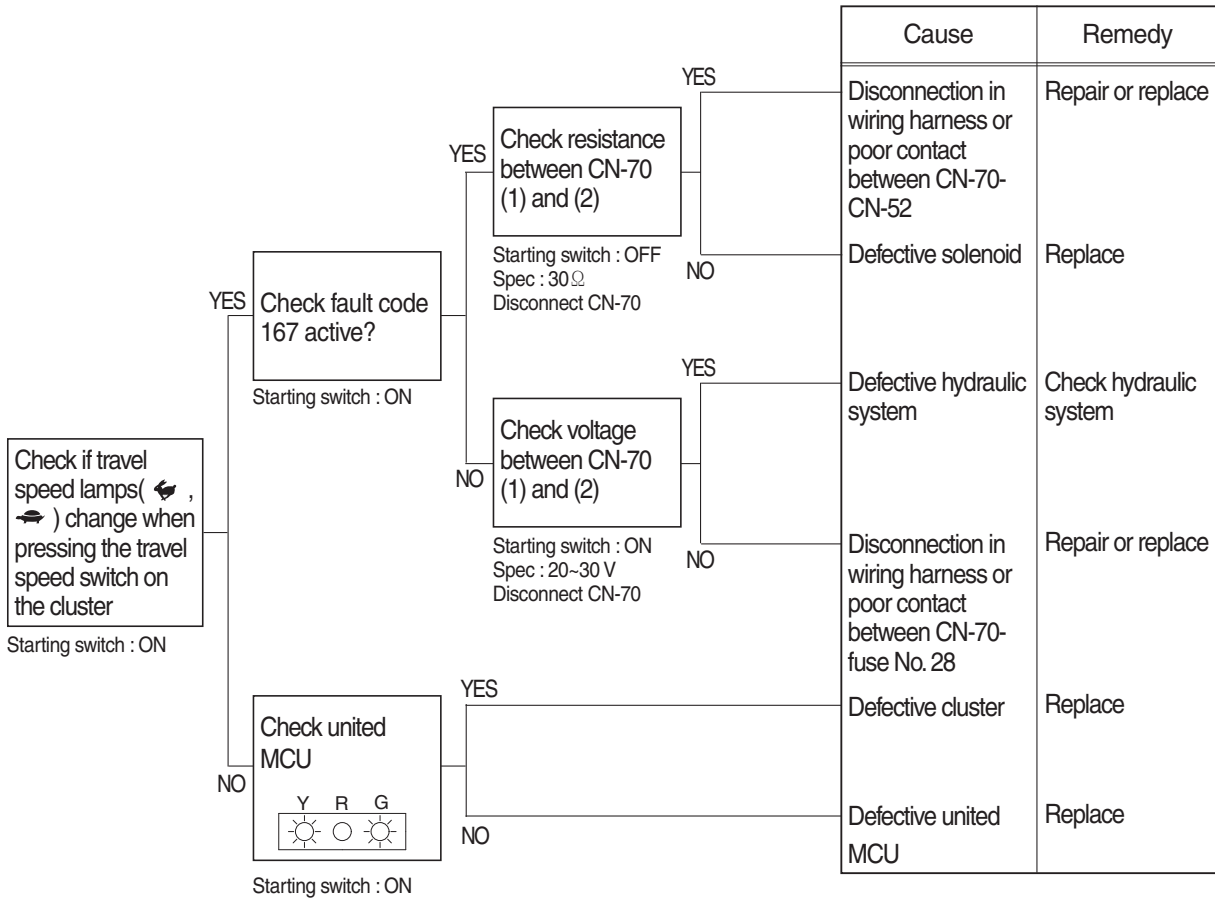 Cause
Remedy
YES
Disconnection in
wiring harness or
poor contact
between CN-70-
CN-52
Repair or replace
YES
Check resistance
between CN-70
(1) and (2)
Starting switch : OFF
Spec : 30Ω
Disconnect CN-70
NO
Defective solenoid
Replace
YES
Check fault code
167 active?
Starting switch : ON
YES
Defective hydraulic
system
Check hydraulic
system
NO
Check voltage
between CN-70
(1) and (2)
Starting switch : ON
Spec : 20~30 V
Disconnect CN-70
NO
Disconnection in
wiring harness or
poor contact
between CN-70-
fuse No. 28
Repair or replace
Check if travel
speed lamps( ,
) change when
pressing the travel
speed switch on
the cluster
Starting switch : ON
NO
Check united
MCU
Y R G
Starting switch : ON
YES
Defective cluster
Replace
NO
Defective united
MCU
Replace